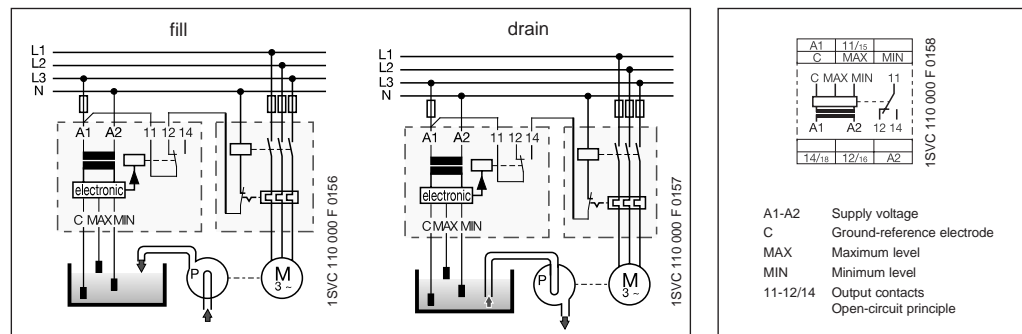 fill
L1
L2
L3
N
A1 A2 11 12 14
electronic
C MAX MIN
P
M
3 ~
1SVC 110 000 F 0156
drain
L1
L2
L3
N
A1 A2 11 12 14
electronic
C MAX MIN
P
M
3 ~
1SVC 110 000 F 0157
A1 11/15
C MAX MIN
C MAX MIN 11
A1 A2 12 14
14/18 12/16 A2
1SVC 110 000 F 0158
A1-A2 Supply voltage
C Ground-reference electrode
MAX Maximum level
MIN Minimum level
11-12/14 Output contacts
Open-circuit principle